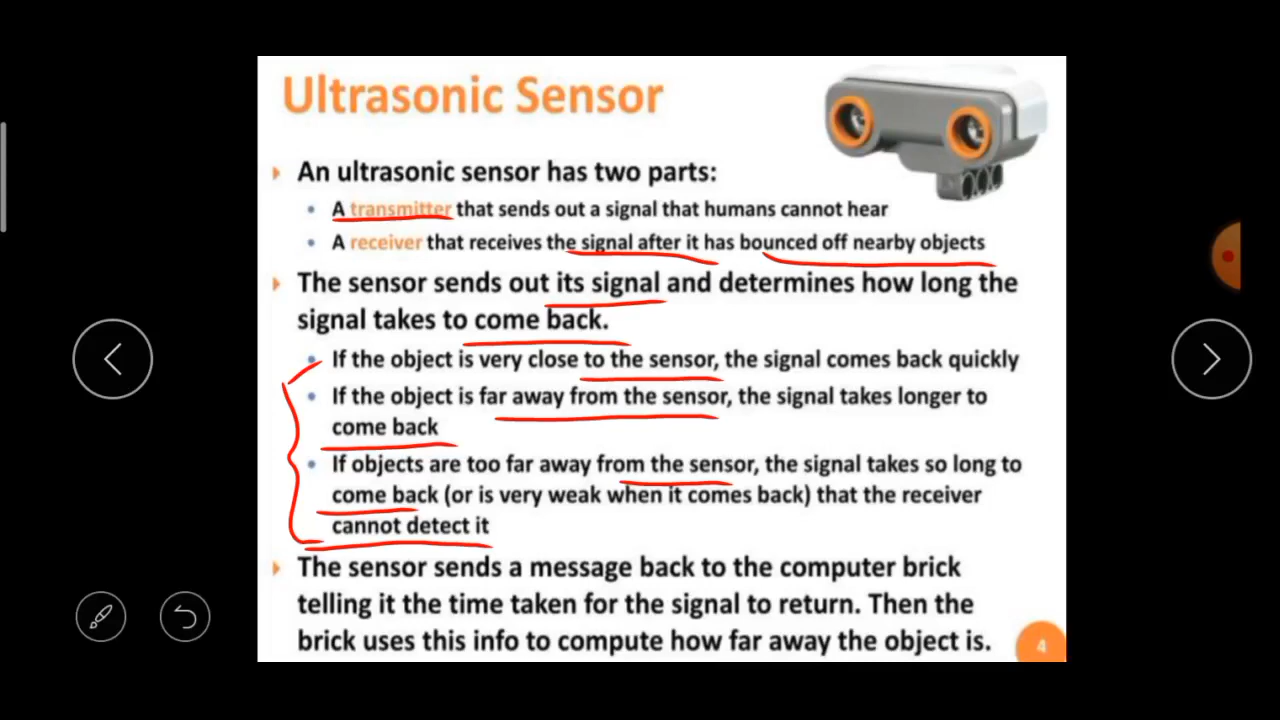 Ultrasonic Sensor
An ultrasonic sensor has two parts:
A transmitter that sends out a signal that humans cannot hear
A receiver that receives the signal after it has bounced off nearby objects
The sensor sends out its signal and determines how long the
signal takes to come back.
If the object is very close to the sensor, the signal comes back quickly
If the object is far away from the sensor, the signal takes longer to
come back
If objects are too far away from the sensor, the signal takes so long to
come back (or is very weak when it comes back) that the receiver
cannot detect it
The sensor sends a message back to the computer brick
telling it the time taken for the signal to return. Then the
brick uses this info to compute how far away the object is.
4